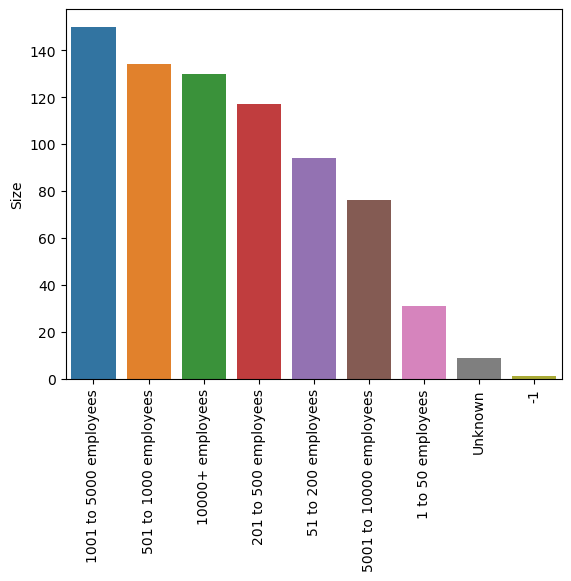 140
120
100
80
60
40
20
0
Size
1001 to 5000 employees
501 to 1000 employees
10000+ employees
201 to 500 employees
51 to 200 employees
5001 to 10000 employees
1 to 50 employees
Unknown
-1